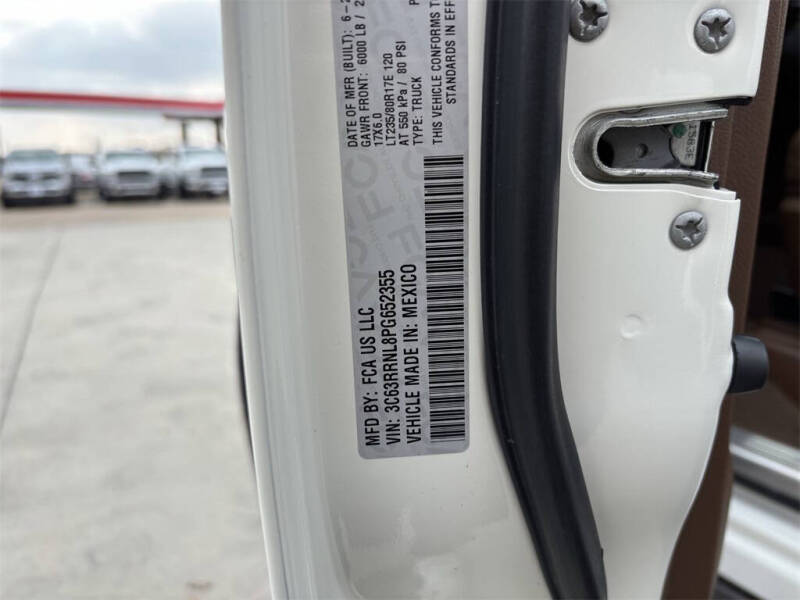 DATE OF MFR (BUILT): 6-2
GAWR FRONT: 6000 LB / 2
17X6.0
LT235/80R17E 120
AT 550 kPa / 80 PSI
TYPE: TRUCK
THIS VEHICLE CONFORMS T
STANDARDS IN EFF
MFD BY: FCA US LLC
VIN: 3C63RRNL8PG652355
VEHICLE MADE IN: MEXICO